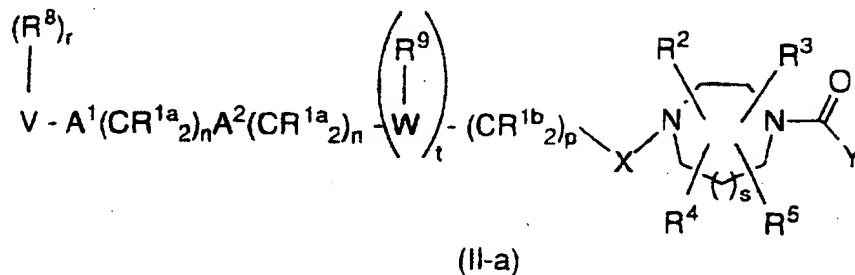 (R⁸)ᵣ
R⁹
R² R³ O
V - A¹(CR¹ᵃ₂)ₙA²(CR¹ᵃ₂)ₙ - W ₜ - (CR¹ᵇ₂)ₚ X N N Y
( )ₛ
R⁴ R⁵
(II-a)